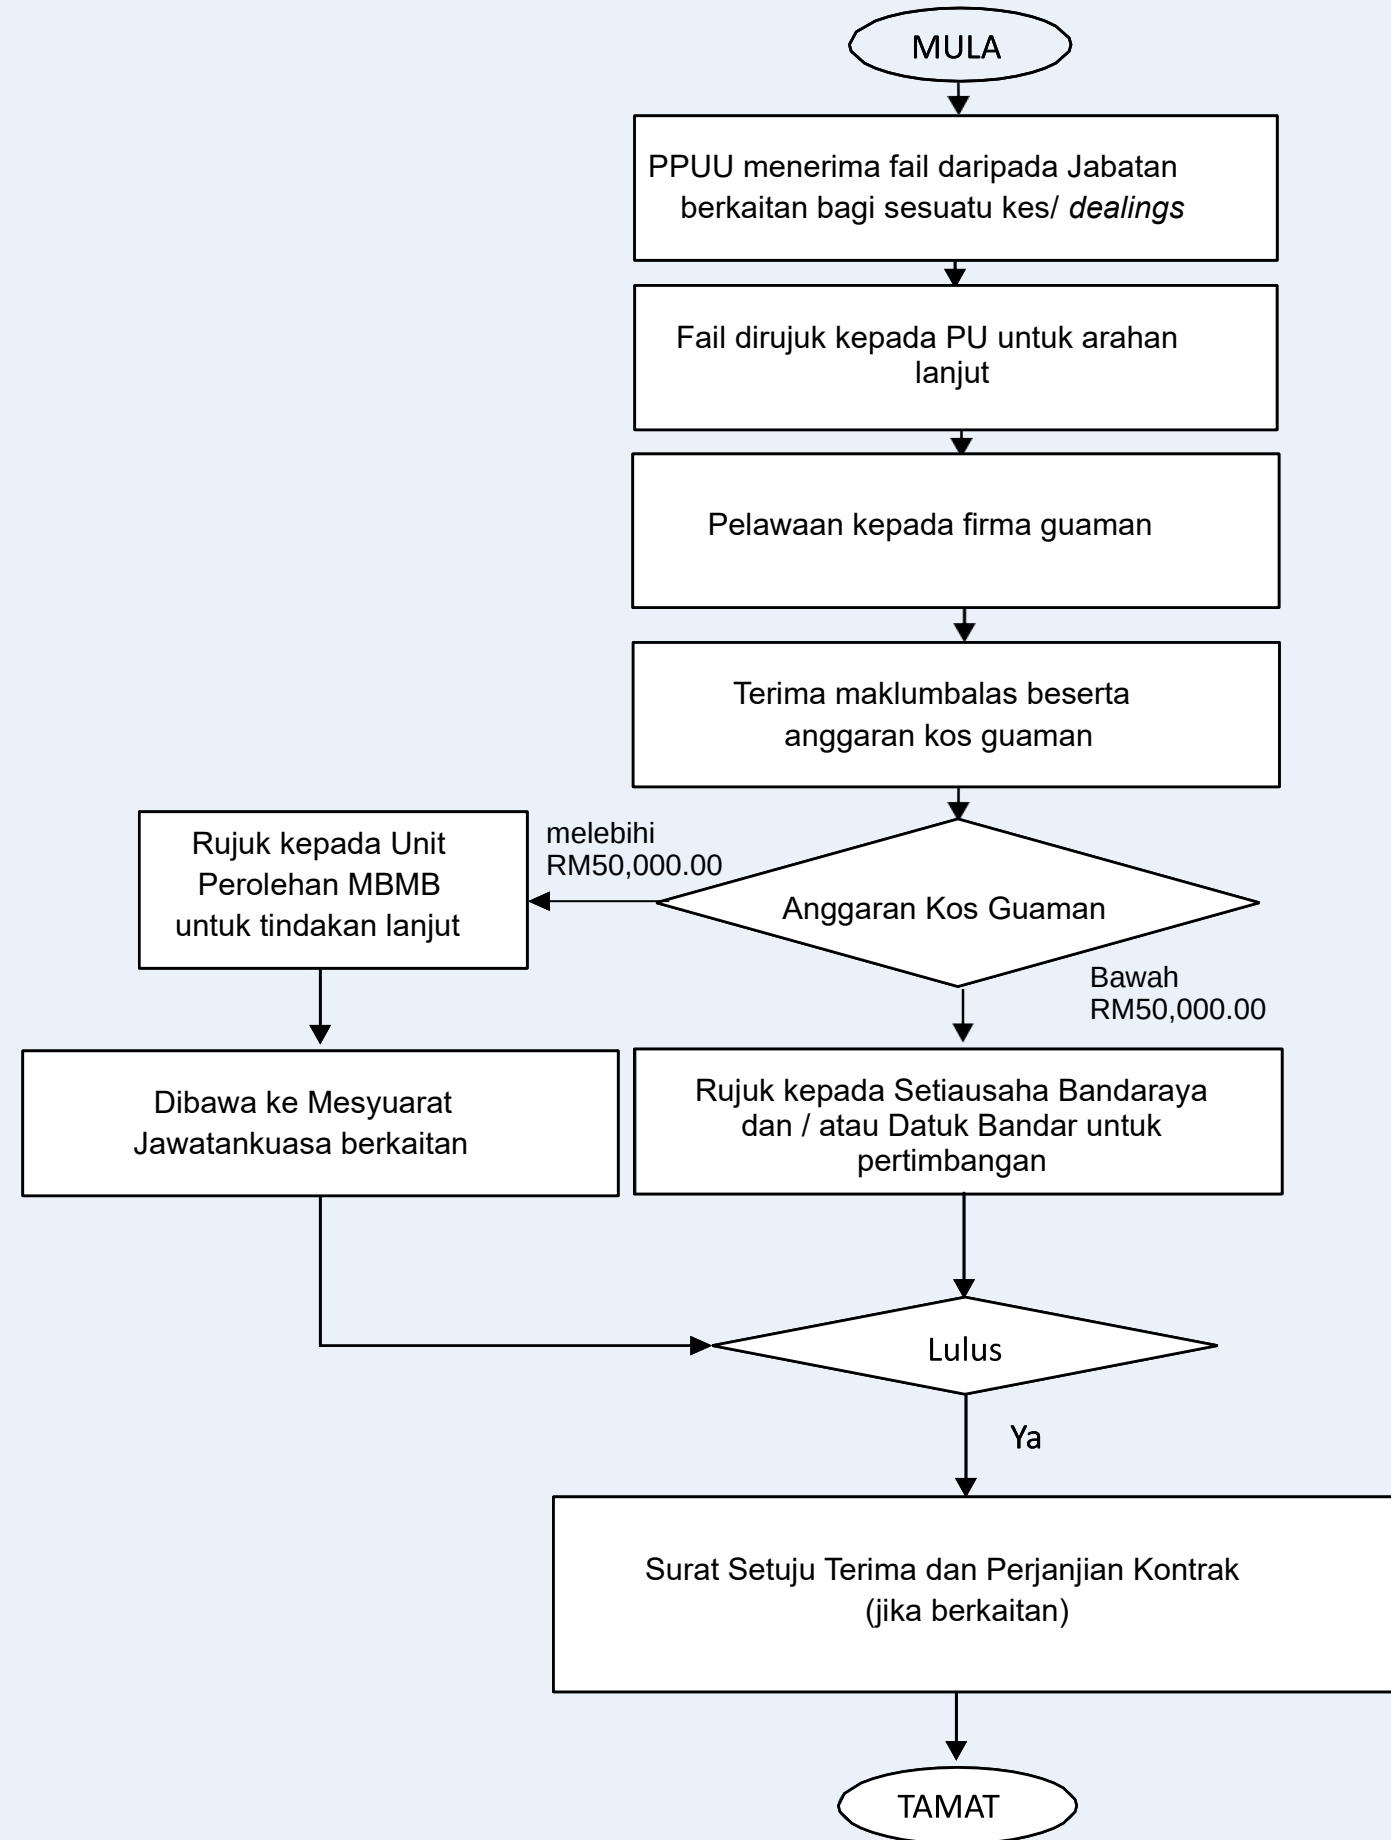 MULA
PPUU menerima fail daripada Jabatan
berkaitan bagi sesuatu kes/ dealings
Fail dirujuk kepada PU untuk arahan
lanjut
Pelawaan kepada firma guaman
Terima maklumbalas beserta
anggaran kos guaman
Anggaran Kos Guaman
melebihi
RM50,000.00
Rujuk kepada Unit
Perolehan MBMB
untuk tindakan lanjut
Bawah
RM50,000.00
Dibawa ke Mesyuarat
Jawatankuasa berkaitan
Rujuk kepada Setiausaha Bandaraya
dan / atau Datuk Bandar untuk
pertimbangan
Lulus
Ya
Surat Setuju Terima dan Perjanjian Kontrak
(jika berkaitan)
TAMAT